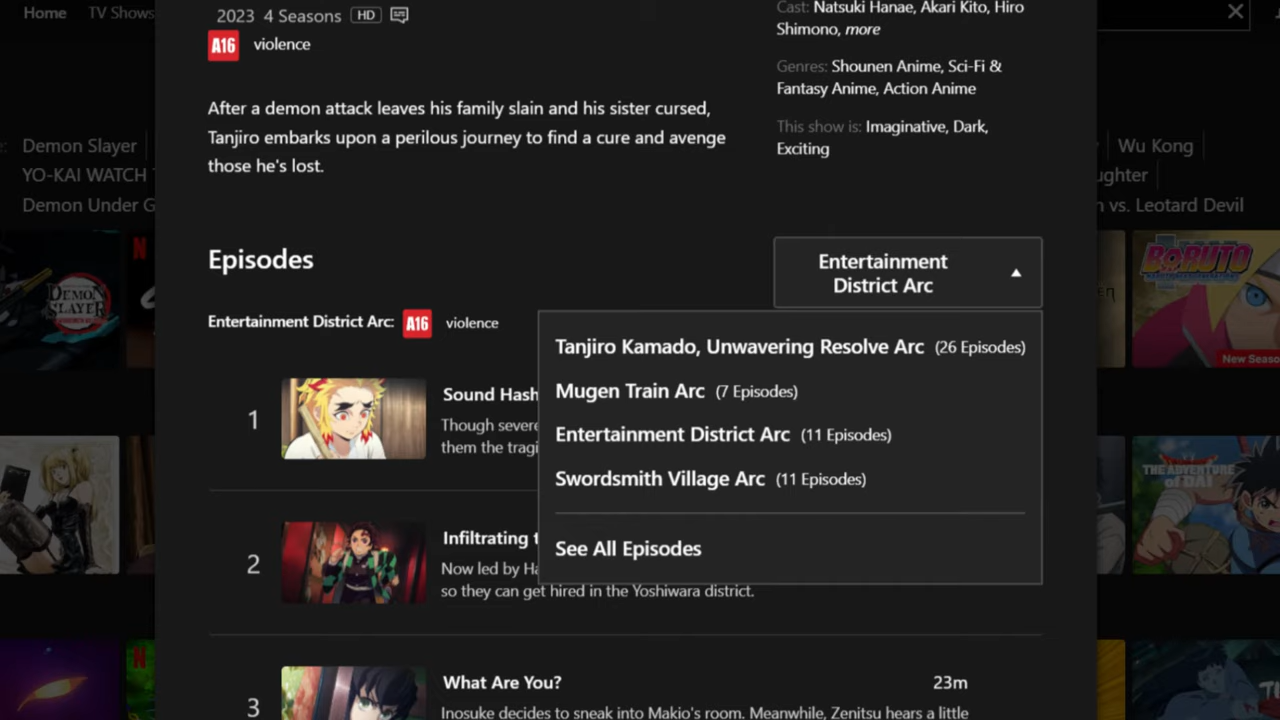 Home TV Shows
2023 4 Seasons HD
A16 violence
After a demon attack leaves his family slain and his sister cursed,
Tanjiro embarks upon a perilous journey to find a cure and avenge
those he's lost.
Cast: Natsuki Hanae, Akari Kito, Hiro
Shimono, more
Genres: Shounen Anime, Sci-Fi &
Fantasy Anime, Action Anime
This show is: Imaginative, Dark,
Exciting
Demon Slayer
YO-KAI WATCH
Demon Under G
Wu Kong
ughter
n vs. Leotard Devil
DEMON
SLAYER
BORUTO
New Seaso
THE ADVENTURE
of DAI
Episodes
Entertainment
District Arc
Entertainment District Arc: A16 violence
Tanjiro Kamado, Unwavering Resolve Arc (26 Episodes)
Mugen Train Arc (7 Episodes)
Entertainment District Arc (11 Episodes)
Swordsmith Village Arc (11 Episodes)
See All Episodes
1
Sound Hash
Though severe
them the tragi
2
Infiltrating t
Now led by Ha
so they can get hired in the Yoshiwara district.
3
What Are You? 23m
Inosuke decides to sneak into Makio's room. Meanwhile, Zenitsu hears a little